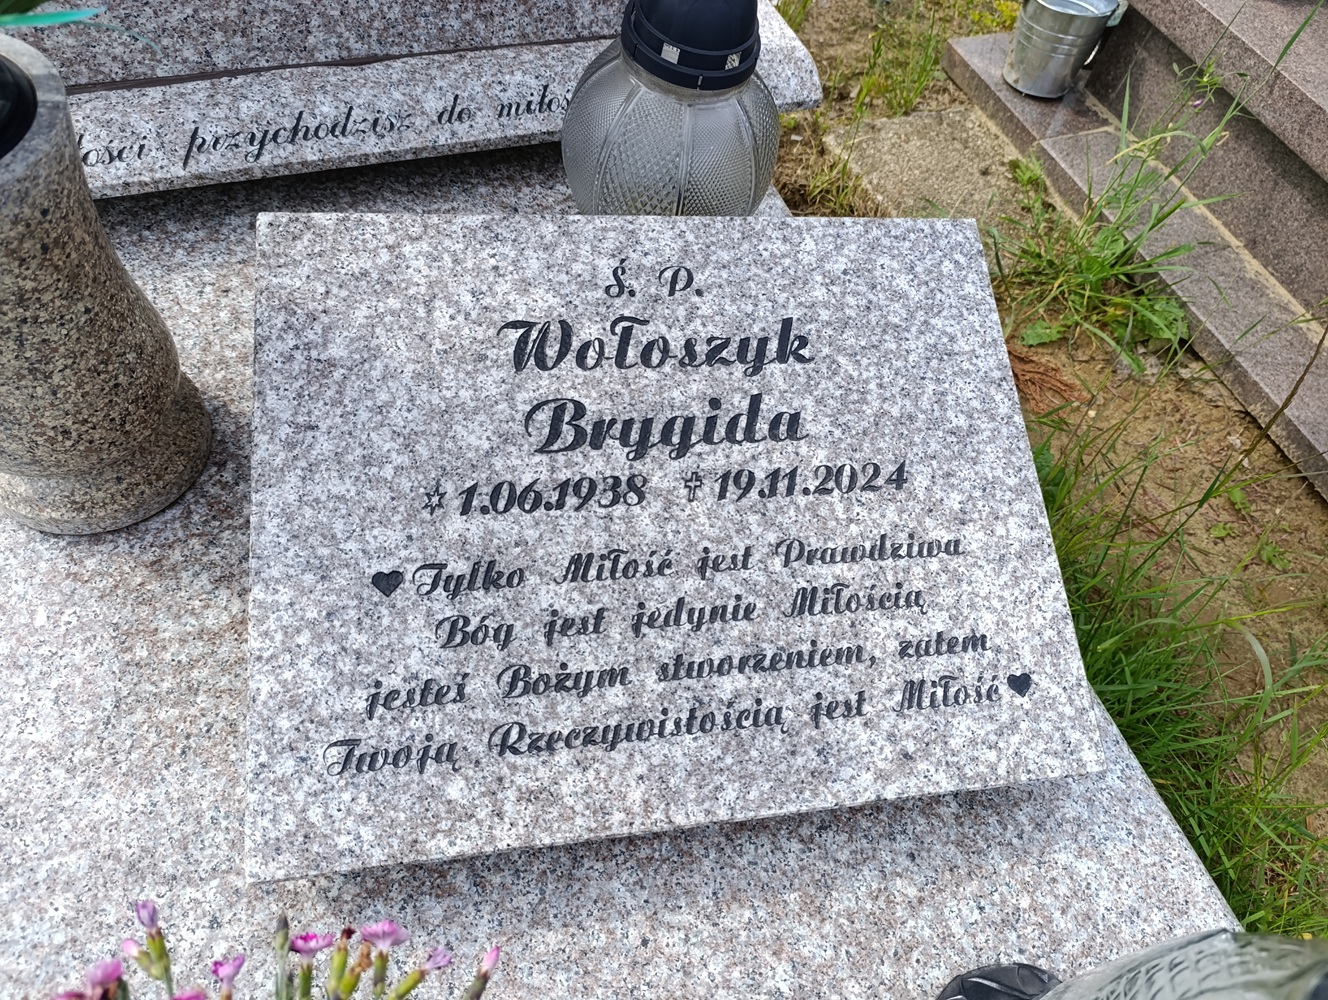 przychodzisz do
Ś. P.
Wołoszyk
Brygida
1.06.1938 19.11.2024
Tylko Miłość jest Prawdziwa
Bóg jest jedynie Miłością
jesteś Bożym stworzeniem, zatem
Twoją Rzeczywistością jest Miłość